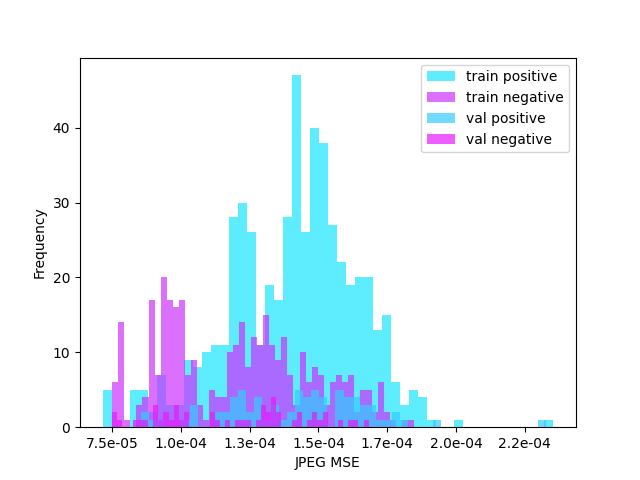 train positive
train negative
val positive
val negative
Frequency
40
30
20
10
0
7.5e-05 1.0e-04 1.3e-04 1.5e-04 1.7e-04 2.0e-04 2.2e-04
JPEG MSE